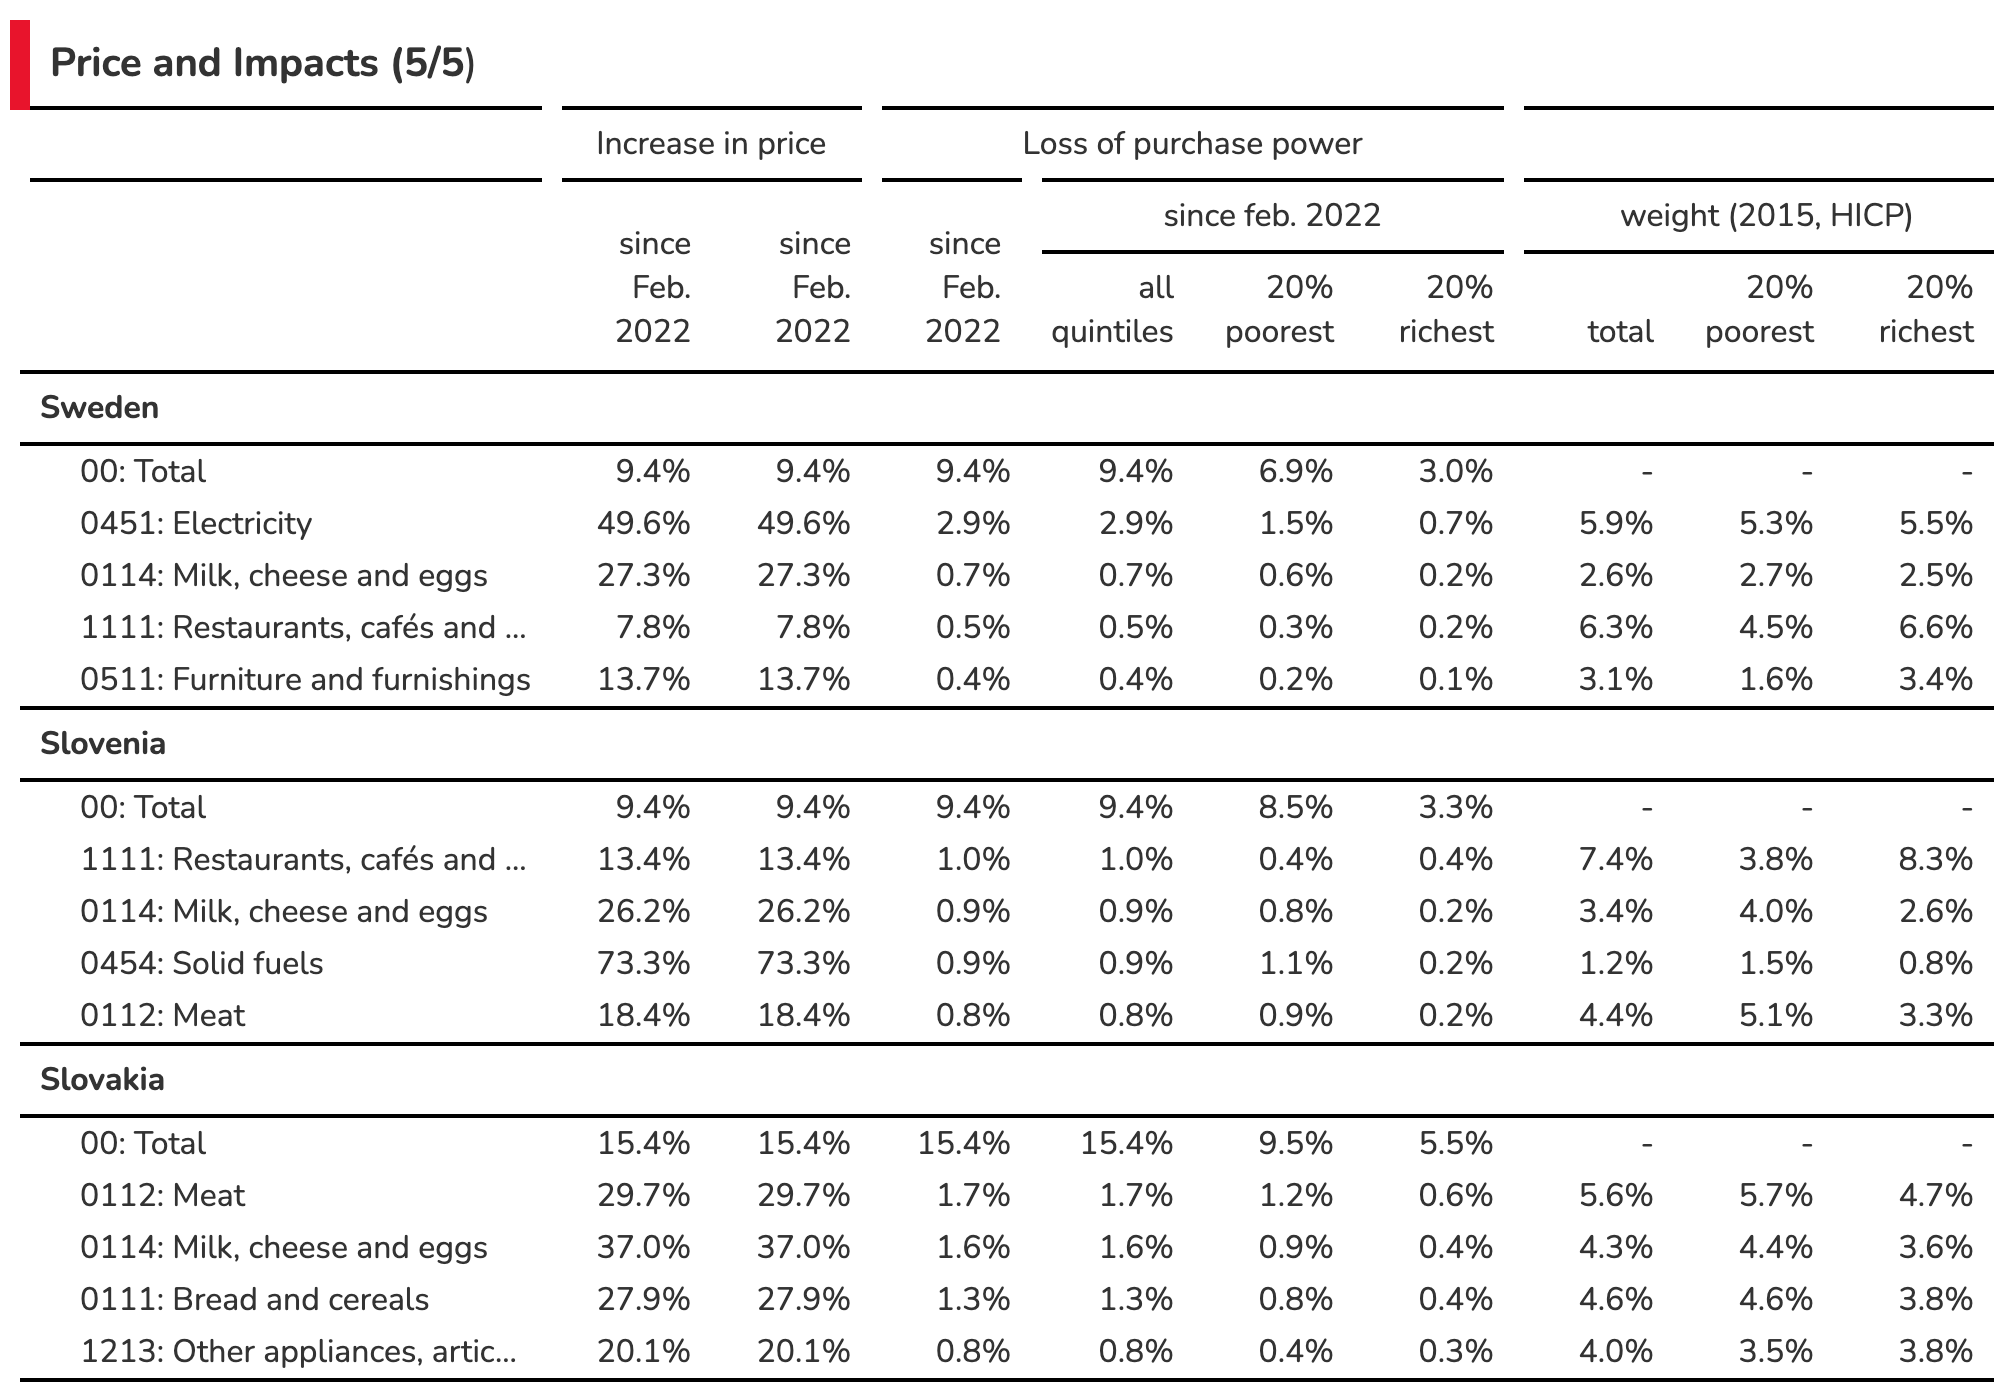 Price and Impacts (5/5)
Increase in price Loss of purchase power
since feb. 2022 weight (2015, HICP)
since Feb. 2022 since Feb. 2022 since Feb. 2022 all quintiles 20% poorest 20% richest total 20% poorest 20% richest
Sweden
00: Total 9.4% 9.4% 9.4% 9.4% 6.9% 3.0% - - -
0451: Electricity 49.6% 49.6% 2.9% 2.9% 1.5% 0.7% 5.9% 5.3% 5.5%
0114: Milk, cheese and eggs 27.3% 27.3% 0.7% 0.7% 0.6% 0.2% 2.6% 2.7% 2.5%
1111: Restaurants, cafés and ... 7.8% 7.8% 0.5% 0.5% 0.3% 0.2% 6.3% 4.5% 6.6%
0511: Furniture and furnishings 13.7% 13.7% 0.4% 0.4% 0.2% 0.1% 3.1% 1.6% 3.4%
Slovenia
00: Total 9.4% 9.4% 9.4% 9.4% 8.5% 3.3% - - -
1111: Restaurants, cafés and ... 13.4% 13.4% 1.0% 1.0% 0.4% 0.4% 7.4% 3.8% 8.3%
0114: Milk, cheese and eggs 26.2% 26.2% 0.9% 0.9% 0.8% 0.2% 3.4% 4.0% 2.6%
0454: Solid fuels 73.3% 73.3% 0.9% 0.9% 1.1% 0.2% 1.2% 1.5% 0.8%
0112: Meat 18.4% 18.4% 0.8% 0.8% 0.9% 0.2% 4.4% 5.1% 3.3%
Slovakia
00: Total 15.4% 15.4% 15.4% 15.4% 9.5% 5.5% - - -
0112: Meat 29.7% 29.7% 1.7% 1.7% 1.2% 0.6% 5.6% 5.7% 4.7%
0114: Milk, cheese and eggs 37.0% 37.0% 1.6% 1.6% 0.9% 0.4% 4.3% 4.4% 3.6%
0111: Bread and cereals 27.9% 27.9% 1.3% 1.3% 0.8% 0.4% 4.6% 4.6% 3.8%
1213: Other appliances, artic... 20.1% 20.1% 0.8% 0.8% 0.4% 0.3% 4.0% 3.5% 3.8%